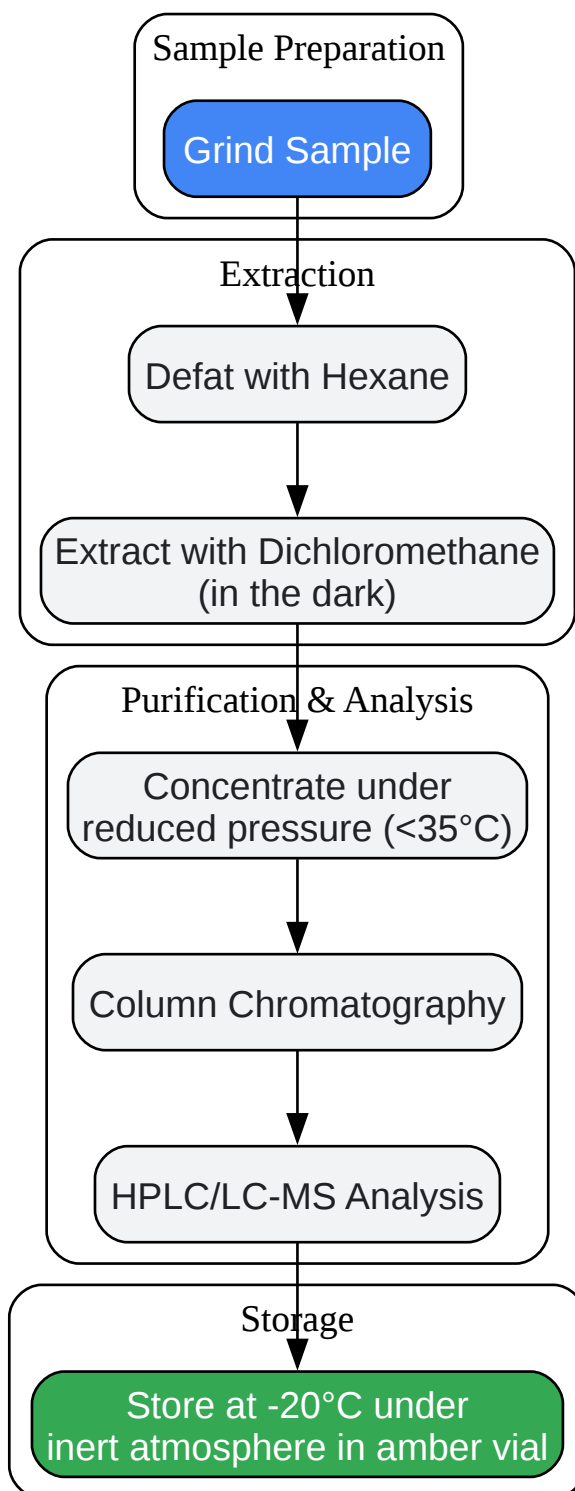 Sample Preparation
Grind Sample
Extraction
Defat with Hexane
Extract with Dichloromethane
(in the dark)
Purification & Analysis
Concentrate under
reduced pressure (<35°C)
Column Chromatography
HPLC/LC-MS Analysis
Storage
Store at -20°C under
inert atmosphere in amber vial